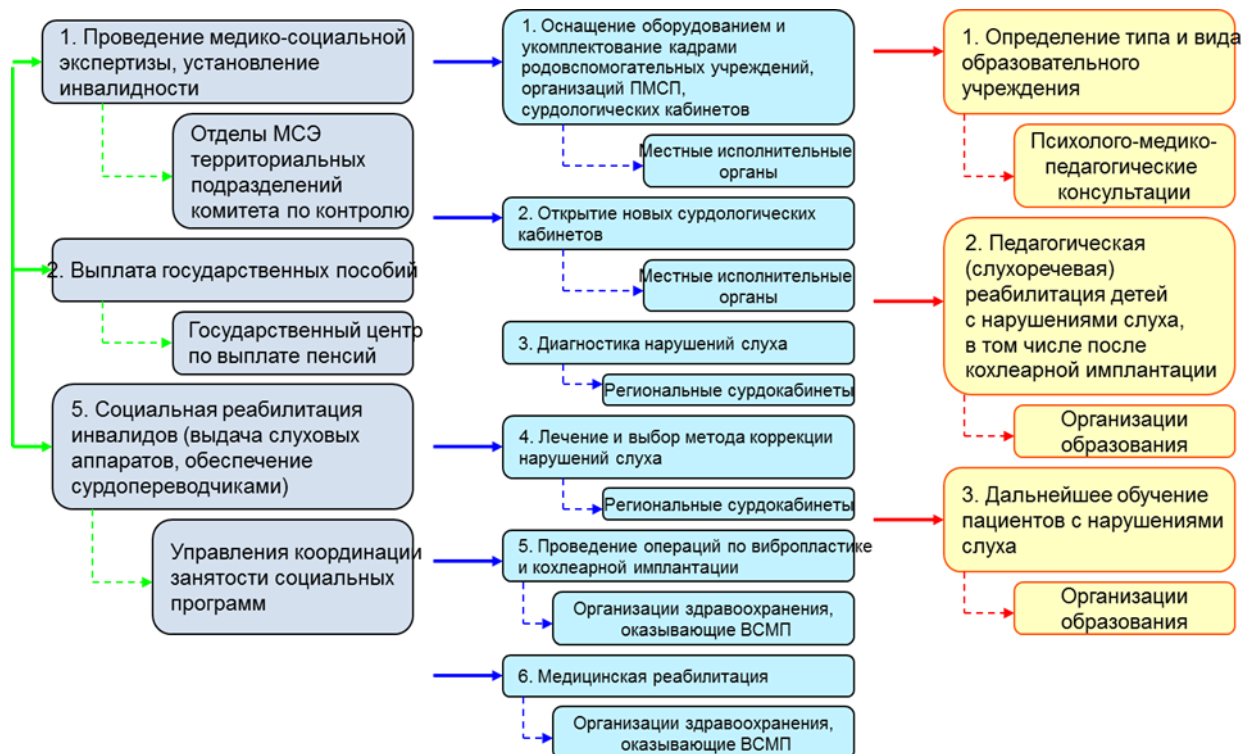 1. Проведение медико-социальной
экспертизы, установление
инвалидности
Отделы МСЭ
территориальных
подразделений
комитета по контролю
2. Выплата государственных пособий
Государственный центр
по выплате пенсий
5. Социальная реабилитация
инвалидов (выдача слуховых
аппаратов, обеспечение
сурдопереводчиками)
Управления координации
занятости социальных
программ
1. Оснащение оборудованием и
укомплектование кадрами
родовспомогательных учреждений,
организаций ПМСП,
сурдологических кабинетов
Местные исполнительные
органы
2. Открытие новых сурдологических
кабинетов
Местные исполнительные
органы
3. Диагностика нарушений слуха
Региональные сурдокабинеты
4. Лечение и выбор метода коррекции
нарушений слуха
Региональные сурдокабинеты
5. Проведение операций по вибропластике
и кохлеарной имплантации
Организации здравоохранения,
оказывающие ВСМП
6. Медицинская реабилитация
Организации здравоохранения,
оказывающие ВСМП
1. Определение типа и вида
образовательного
учреждения
Психолого-медико-
педагогические
консультации
2. Педагогическая
(слухоречевая)
реабилитация детей
с нарушениями слуха,
в том числе после
кохлеарной имплантации
Организации
образования
3. Дальнейшее обучение
пациентов с нарушениями
слуха
Организации
образования